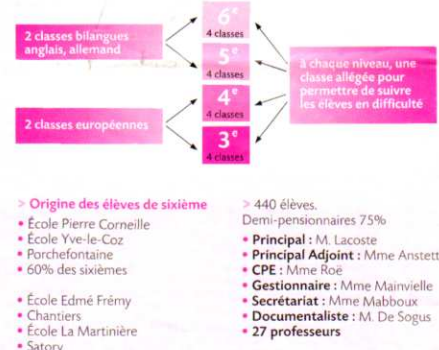 2 classes bilangues
anglais, allemand
6e
4 classes
5e
4 classes
4e
4 classes
3e
4 classes
2 classes européennes
à chaque niveau, une
classe allégée pour
permettre de suivre
les élèves en difficulté
> Origine des élèves de sixième
• École Pierre Corneille
• École Yve-le-Coz
• Porchefontaine
• 60% des sixièmes
• École Edmé Frémy
• Chantiers
• École La Martinière
• Satory
> 440 élèves.
Demi-pensionnaires 75%
• Principal : M. Lacoste
• Principal Adjoint : Mme Anstett
• CPE : Mme Roë
• Gestionnaire : Mme Mainvielle
• Secrétariat : Mme Mabboux
• Documentaliste : M. De Sogus
• 27 professeurs